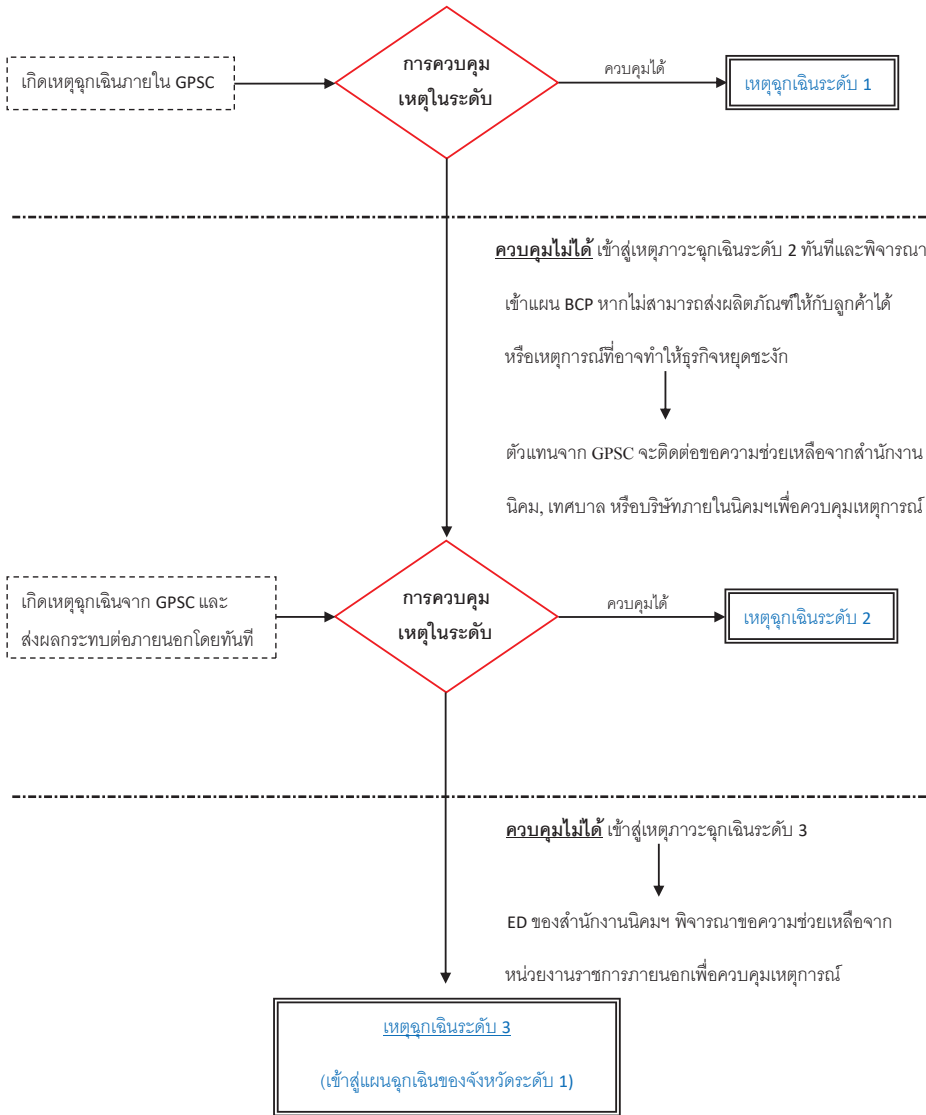 การควบคุม
เหตุในระดับ
เกิดเหตุฉุกเฉินภายใน GPSC
ควบคุมได้
เหตุฉุกเฉินระดับ 1
ควบคุมไม่ได้ เข้าสู่เหตุภาวะฉุกเฉินระดับ 2 ทันทีและพิจารณา
เข้าแผน BCP หากไม่สามารถส่งผลิตภัณฑ์ให้กับลูกค้าได้
หรือเหตุการณ์ที่อาจทำให้ธุรกิจหยุดชะงัก
ตัวแทนจาก GPSC จะติดต่อขอความช่วยเหลือจากสำนักงาน
นิคม, เทศบาล หรือบริษัทภายในนิคมฯเพื่อควบคุมเหตุการณ์
เกิดเหตุฉุกเฉินจาก GPSC และ
ส่งผลกระทบต่อภายนอกโดยทันที
การควบคุม
เหตุในระดับ
ควบคุมได้
เหตุฉุกเฉินระดับ 2
ควบคุมไม่ได้ เข้าสู่เหตุภาวะฉุกเฉินระดับ 3
ED ของสำนักงานนิคมฯ พิจารณาขอความช่วยเหลือจาก
หน่วยงานราชการภายนอกเพื่อควบคุมเหตุการณ์
เหตุฉุกเฉินระดับ 3
(เข้าสู่แผนฉุกเฉินของจังหวัดระดับ 1)